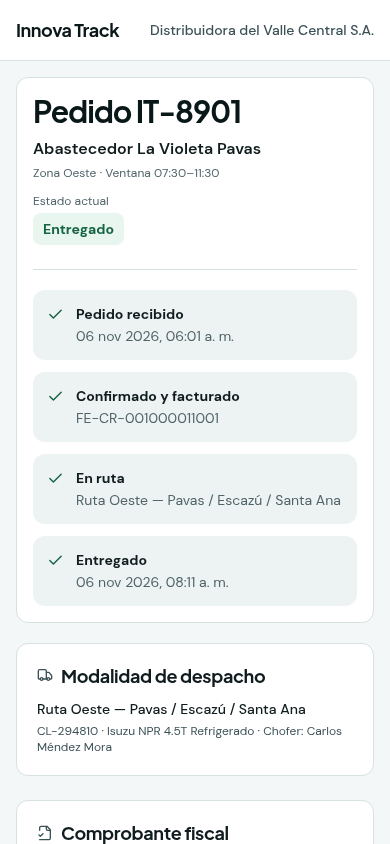 Innova Track
Distribuidora del Valle Central S.A.
Pedido IT-8901
Abastecedor La Violeta Pavas
Zona Oeste · Ventana 07:30–11:30
Estado actual
Entregado
Pedido recibido
06 nov 2026, 06:01 a. m.
Confirmado y facturado
FE-CR-001000011001
En ruta
Ruta Oeste — Pavas / Escazú / Santa Ana
Entregado
06 nov 2026, 08:11 a. m.
Modalidad de despacho
Ruta Oeste — Pavas / Escazú / Santa Ana
CL-294810 · Isuzu NPR 4.5T Refrigerado · Chofer: Carlos
Méndez Mora
Comprobante fiscal